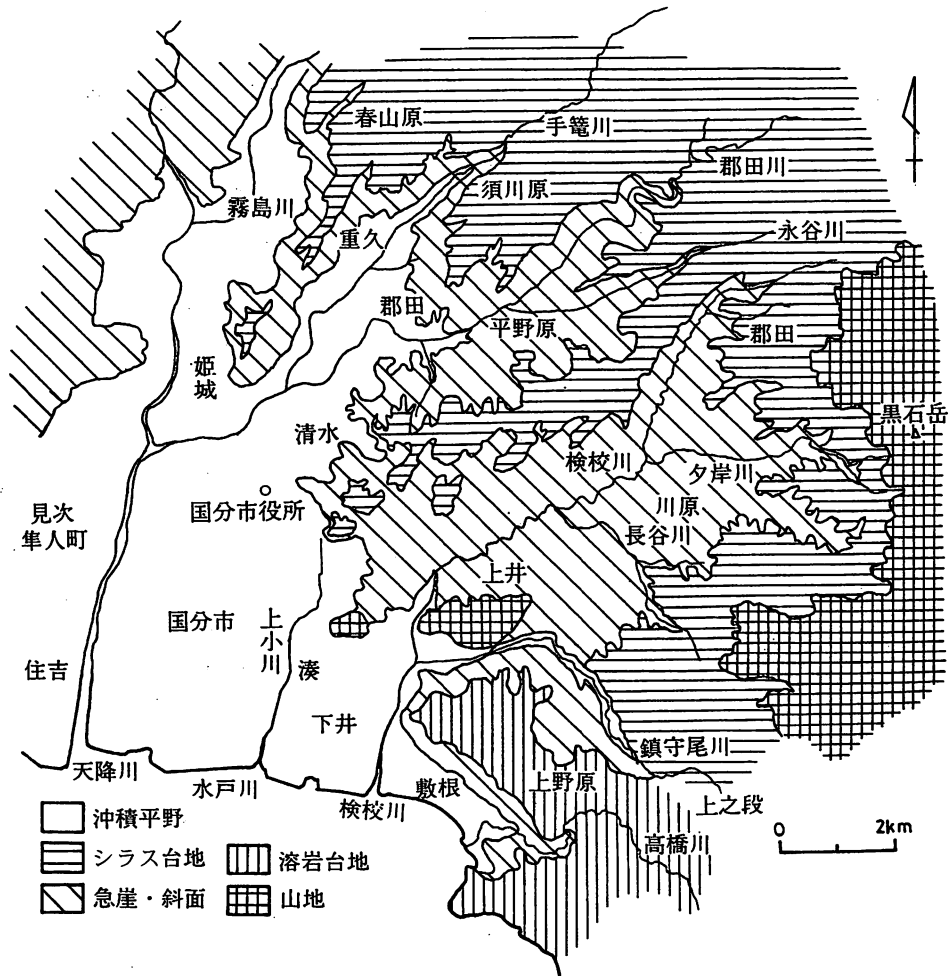 春山原
手篭川
郡田川
須川原
霧島川
永谷川
重久
郡田
平野原
郡田
姫城
黒石岳
清水
検校川
夕岸川
国分市役所
川原
見次
隼人町
長谷川
上井
国分市
上小川
住吉
湊
下井
鎮守尾川
天降川
水戸川
検校川
敷根
上野原
上之段
高橋川
0 2km
沖積平野
シラス台地
溶岩台地
急崖・斜面
山地